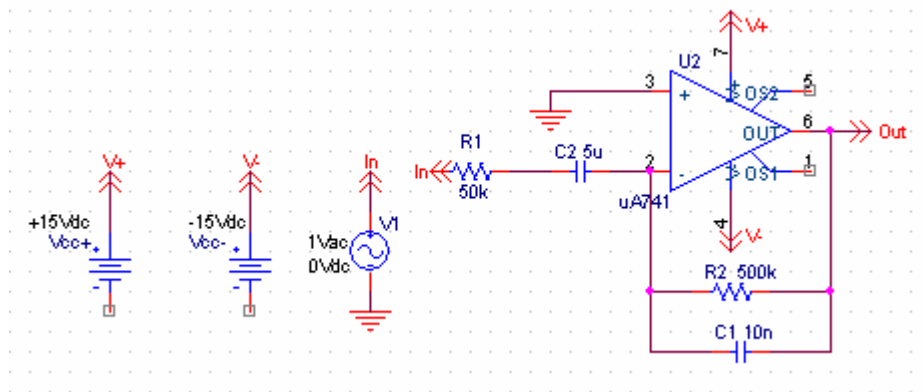 V+
7
U2
3
+
5
OS2
OUT
6
Out
R1
C2 5u
In
50k
2
-
OS1
1
uA741
4
V-
V+
V-
In
+15Vdc
Vcc+
+
-
-15Vdc
Vcc-
+
-
V1
1Vac
0Vdc
+
-
R2 500k
C1 10n